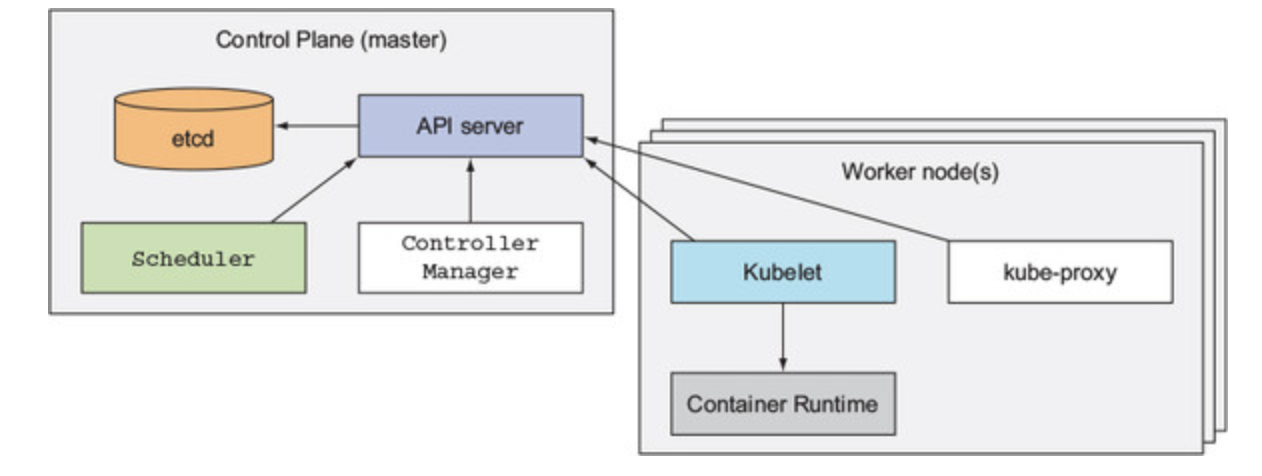 Control Plane (master)
etcd
API server
Scheduler
Controller
Manager
Worker node(s)
Kubelet
kube-proxy
Container Runtime